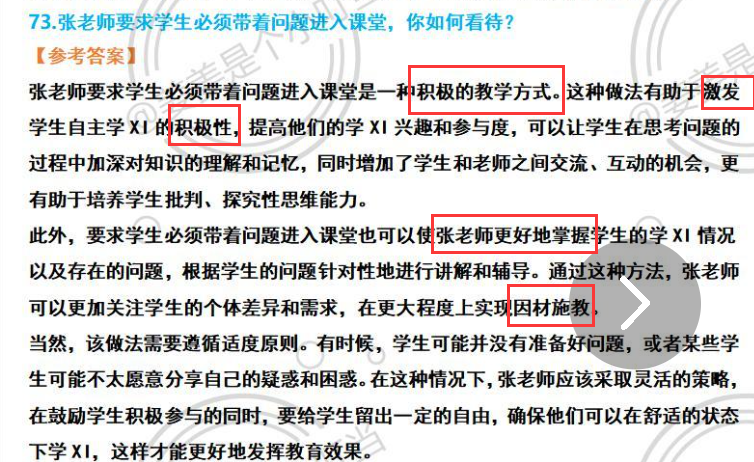 73.张老师要求学生必须带着问题进入课堂，你如何看待？
【参考答案】
张老师要求学生必须带着问题进入课堂是一种积极的教学方式。这种做法有助于激发
学生自主学 XI 的积极性，提高他们的学 XI 兴趣和参与度，可以让学生在思考问题的
过程中加深对知识的理解和记忆，同时增加了学生和老师之间交流、互动的机会，更
有助于培养学生批判、探究性思维能力。
此外，要求学生必须带着问题进入课堂也可以使张老师更好地掌握学生的学 XI 情况
以及存在的问题，根据学生的问题针对性地进行讲解和辅导。通过这种方法，张老师
可以更加关注学生的个体差异和需求，在更大程度上实现因材施教。
当然，该做法需要遵循适度原则。有时候，学生可能并没有准备好问题，或者某些学
生可能不太愿意分享自己的疑惑和困惑。在这种情况下，张老师应该采取灵活的策略，
在鼓励学生积极参与的同时，要给学生留出一定的自由，确保他们可以在舒适的状态
下学 XI，这样才能更好地发挥教育效果。